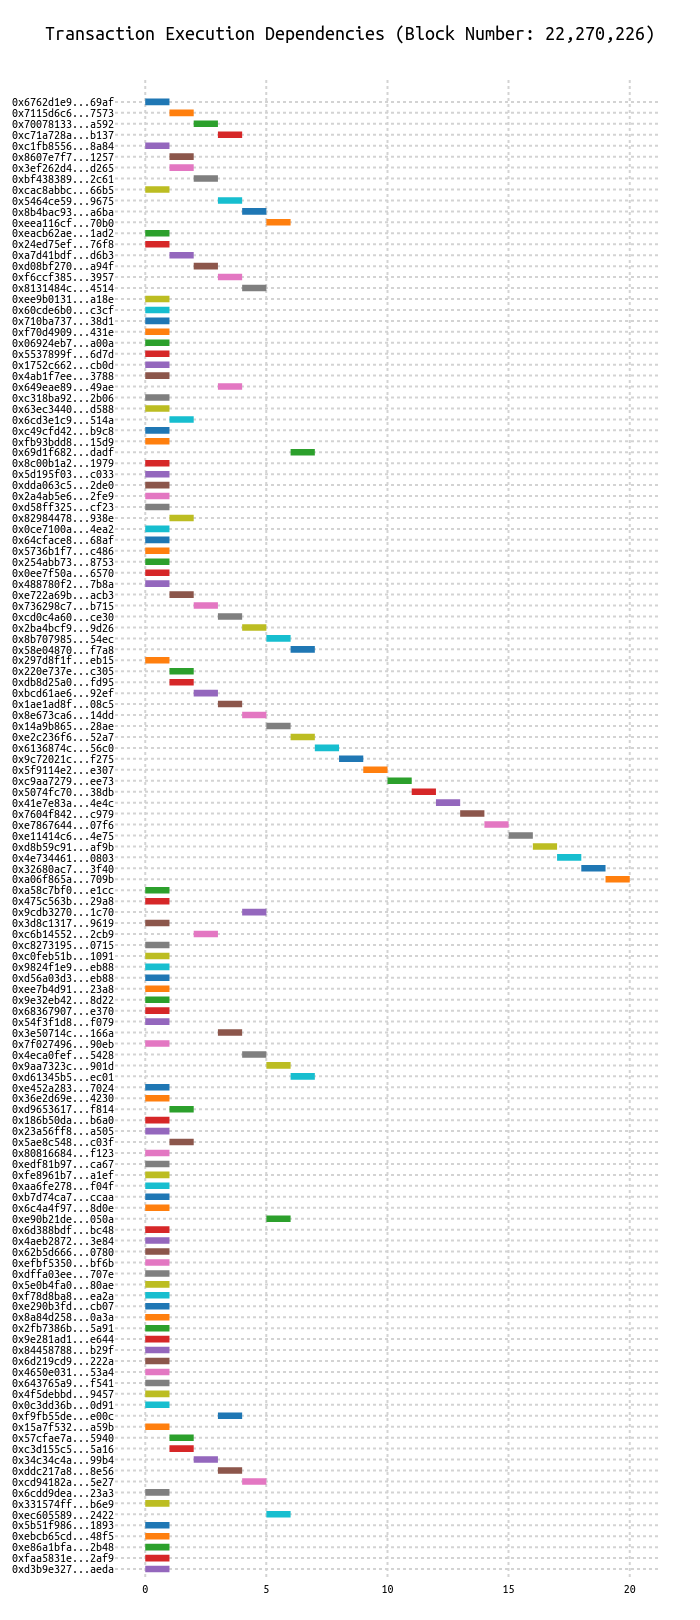 Transaction Execution Dependencies (Block Number: 22,270,226)
0x6762d1e9...69af
0x7115d6c6...7573
0x70078133...a592
0xc71a728a...b137
0xc1fb8556...8a84
0x8607e7f7...1257
0x3ef262d4...d265
0xbf438389...2c61
0xcac8abbc...66b5
0x5464ce59...9675
0x8b4bac93...a6ba
0xeea116cf...70b0
0xeacb62ae...1ad2
0x24ed75ef...76f8
0xa7d41bdf...d6b3
0xd08bf270...a94f
0xf6ccf385...3957
0x8131484c...4514
0xee9b0131...a18e
0x60cde6b0...c3cf
0x710ba737...38d1
0xf70d4909...431e
0x06924eb7...a00a
0x5537899f...6d7d
0x1752c662...cb0d
0x4ab1f7ee...3788
0x649eae89...49ae
0xc318ba92...2b06
0x63ec3440...d588
0x6cd3e1c9...514a
0xc49cfd42...b9c8
0xfb93bdd8...15d9
0x69d1f682...dadf
0x8c00b1a2...1979
0x5d195f03...c033
0xdda063c5...2de0
0x2a4ab5e6...2fe9
0xd58ff325...cf23
0x82984478...938e
0x0ce7100a...4ea2
0x64cface8...68af
0x5736b1f7...c486
0x254abb73...8753
0x0ee7f50a...6570
0x488780f2...7b8a
0xe722a69b...acb3
0x736298c7...b715
0xcd0c4a60...ce30
0x2ba4bcf9...9d26
0x8b707985...54ec
0x58e04870...f7a8
0x297d8f1f...eb15
0x220e737e...c305
0xdb8d25a0...fd95
0xbcd61ae6...92ef
0x1ae1ad8f...08c5
0x8e673ca6...14dd
0x14a9b865...28ae
0xe2c236f6...52a7
0x6136874c...56c0
0x9c72021c...f275
0x5f9114e2...e307
0xc9aa7279...ee73
0x5074fc70...38db
0x41e7e83a...4e4c
0x7604f842...c979
0xe7867644...07f6
0xe11414c6...4e75
0xd8b59c91...af9b
0x4e734461...0803
0x32680ac7...3f40
0xa06f865a...709b
0xa58c7bf0...e1cc
0x475c563b...29a8
0x9cdb3270...1c70
0x3d8c1317...9619
0xc6b14552...2cb9
0xc8273195...0715
0xc0feb51b...1091
0x9824f1e9...eb88
0xd56a03d3...eb88
0xee7b4d91...23a8
0x9e32eb42...8d22
0x68367907...e370
0x54f3f1d8...f079
0x3e50714c...166a
0x7f027496...90eb
0x4eca0fef...5428
0x9aa7323c...901d
0xd61345b5...ec01
0xe452a283...7024
0x36e2d69e...4230
0xd9653617...f814
0x186b50da...b6a0
0x23a56ff8...a505
0x5ae8c548...c03f
0x80816684...f123
0xedf81b97...ca67
0xfe8961b7...a1ef
0xaa6fe278...f04f
0xb7d74ca7...ccaa
0x6c4a4f97...8d0e
0xe90b21de...050a
0x6d388bdf...bc48
0x4aeb2872...3e84
0x62b5d666...0780
0xefbf5350...bf6b
0xdffa03ee...707e
0x5e0b4fa0...80ae
0xf78d8ba8...ea2a
0xe290b3fd...cb07
0x8a84d258...0a3a
0x2fb7386b...5a91
0x9e281ad1...e644
0x84458788...b29f
0x6d219cd9...222a
0x4650e031...53a4
0x643765a9...f541
0x4f5debbd...9457
0x0c3dd36b...0d91
0xf9fb55de...e00c
0x15a7f532...a59b
0x57cfae7a...5940
0xc3d155c5...5a16
0x34c34c4a...99b4
0xddc217a8...8e56
0xcd94182a...5e27
0x6cdd9dea...23a3
0x331574ff...b6e9
0xec605589...2422
0x5b51f986...1893
0xebcb65cd...48f5
0xe86a1bfa...2b48
0xfaa5831e...2af9
0xd3b9e327...aeda
0 5 10 15 20